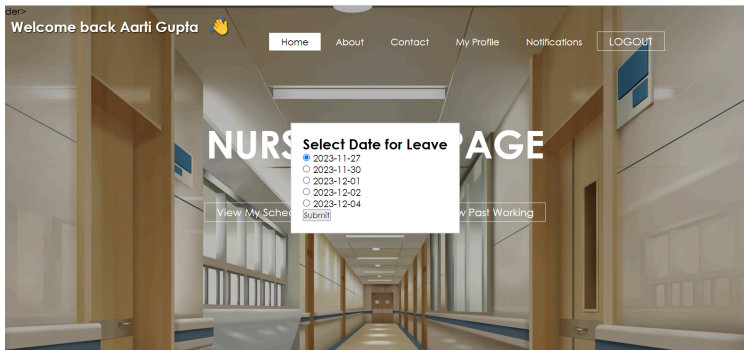 der>
Welcome back Aarti Gupta 👋
Home About Contact My Profile Notifications LOGOUT
NURS PAGE
Select Date for Leave
2023-11-27
2023-11-30
2023-12-01
2023-12-02
2023-12-04
Submit
View My Sched w Past Working